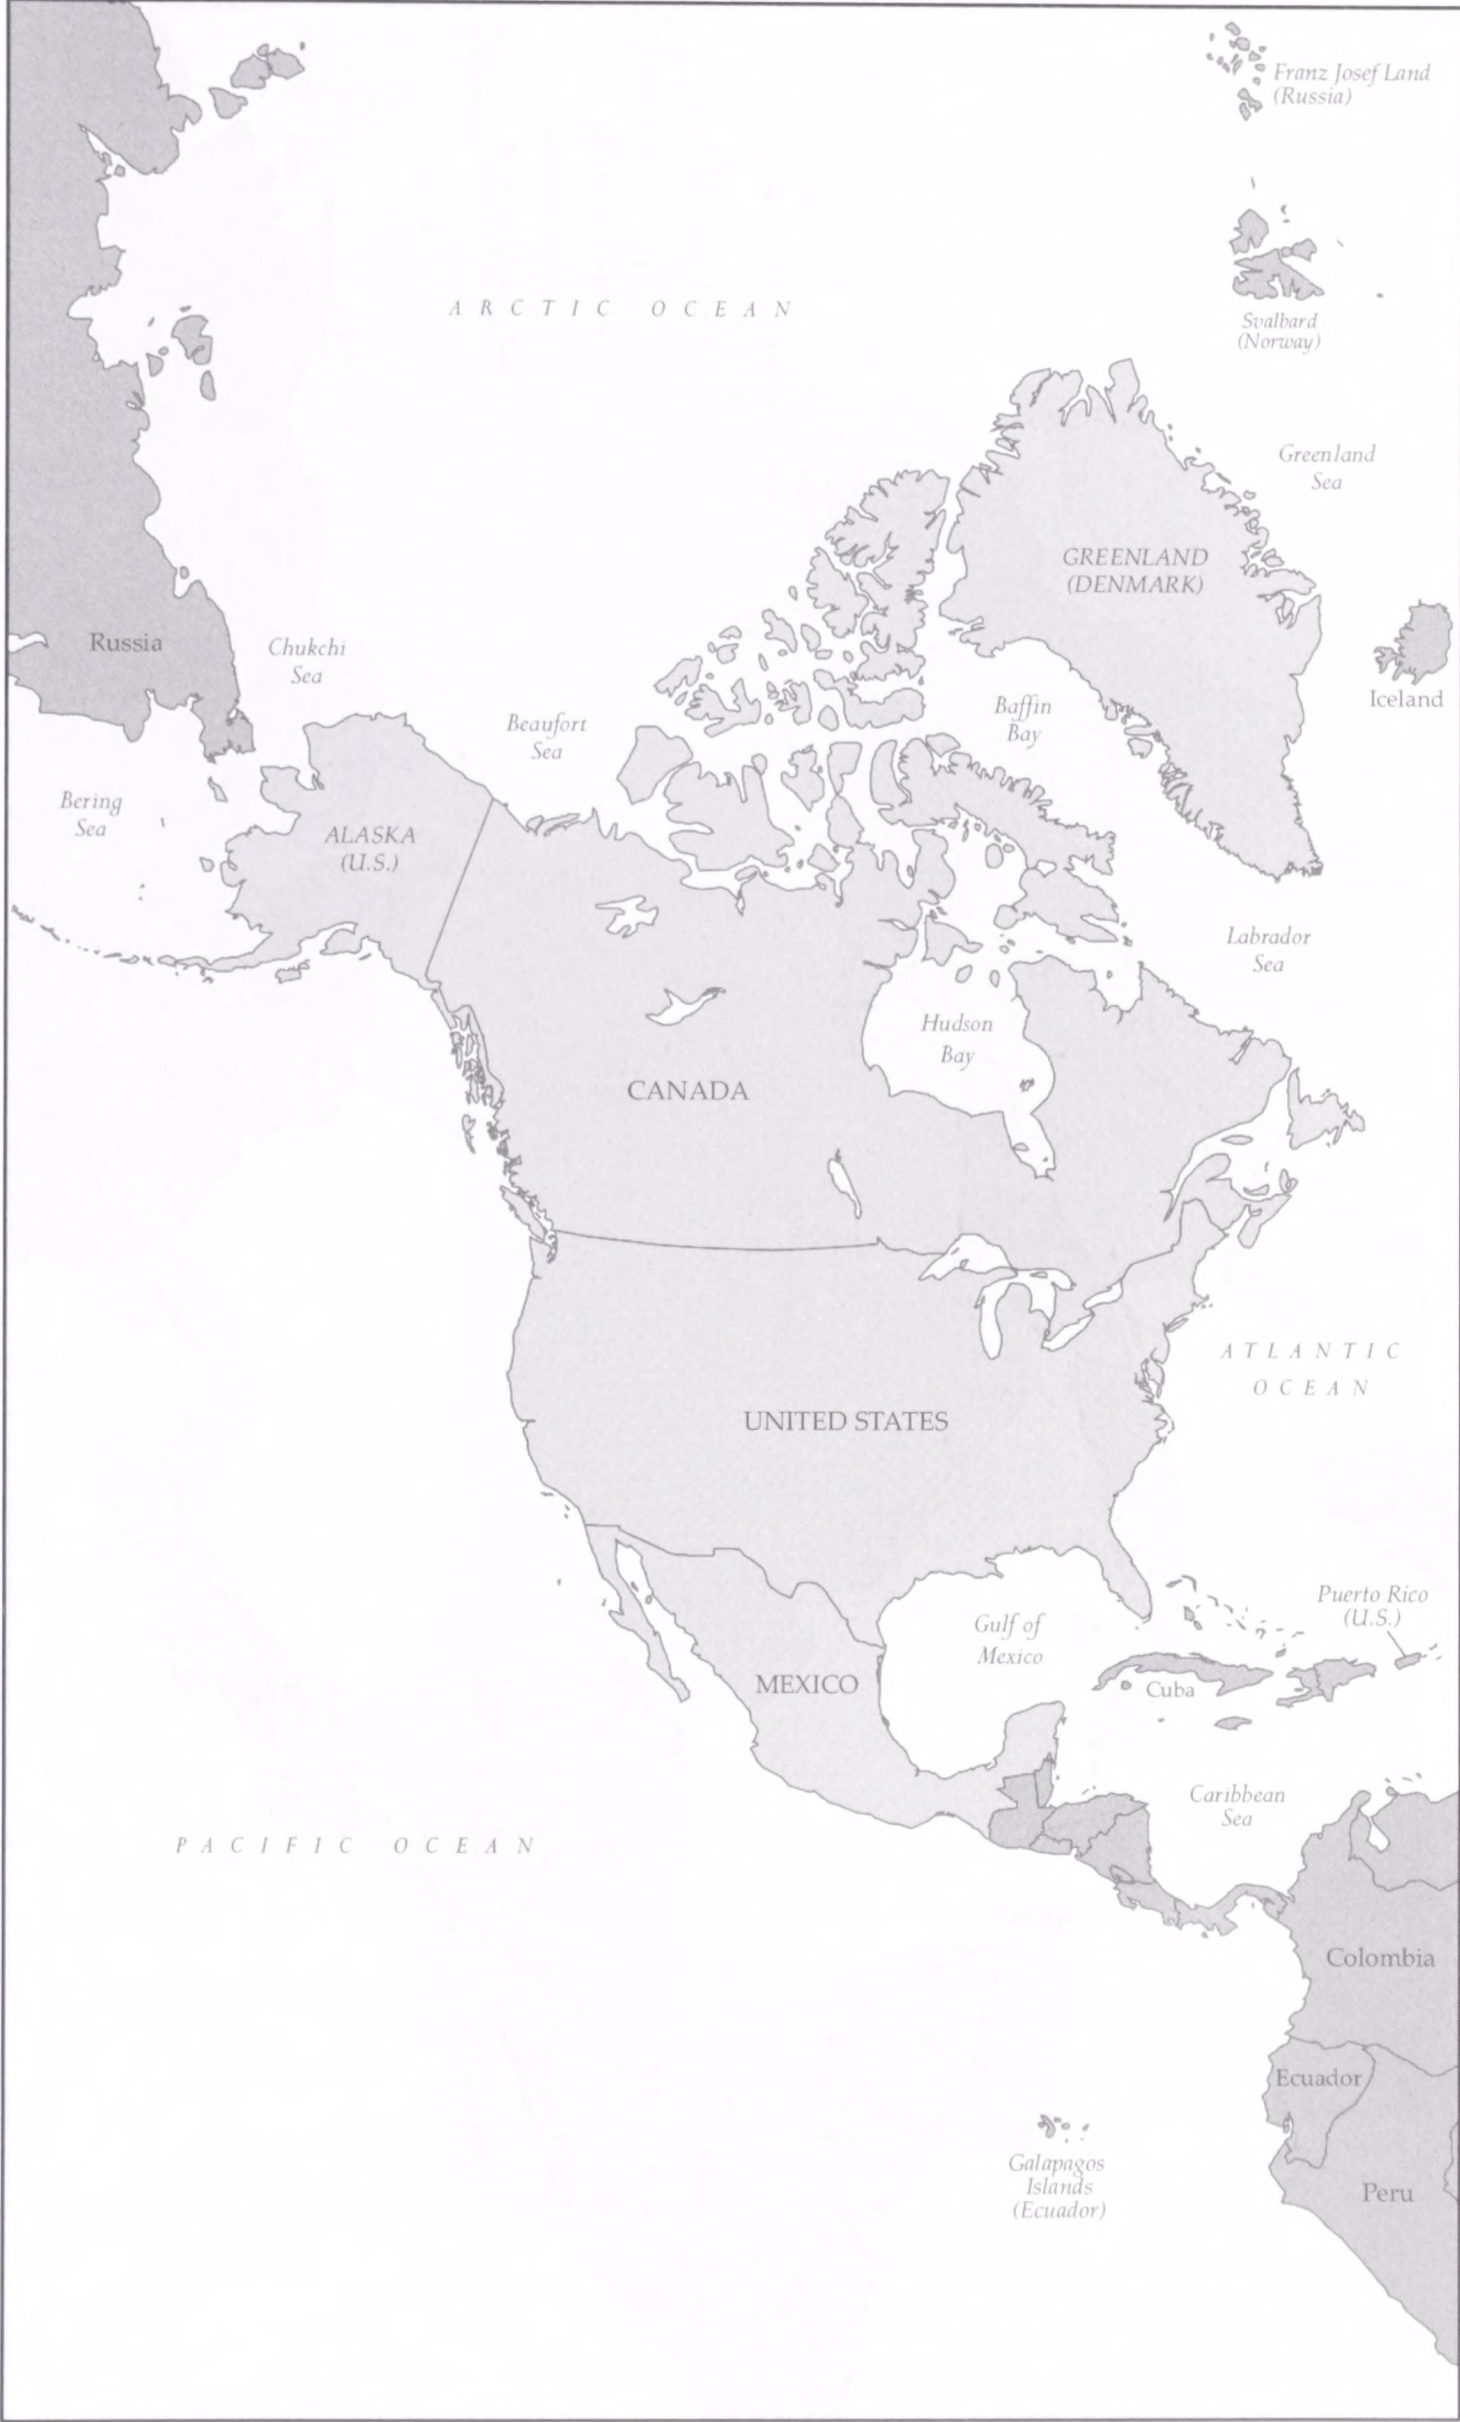 Franz Josef Land
(Russia)
ARCTIC OCEAN
Svalbard
(Norway)
Greenland
Sea
GREENLAND
(DENMARK)
Russia
Chukchi
Sea
Iceland
Beaufort
Sea
Baffin
Bay
Bering
Sea
ALASKA
(U.S.)
Labrador
Sea
Hudson
Bay
CANADA
ATLANTIC
OCEAN
UNITED STATES
Puerto Rico
(U.S.)
Gulf of
Mexico
MEXICO
Cuba
Caribbean
Sea
PACIFIC OCEAN
Colombia
Ecuador
Galapagos
Islands
(Ecuador)
Peru